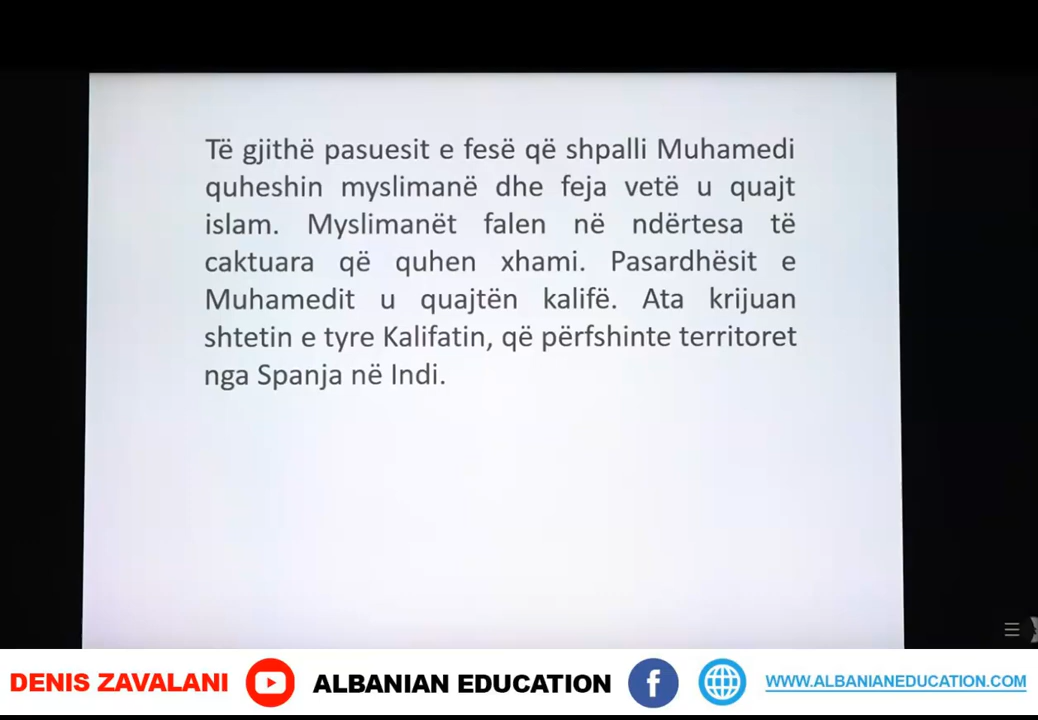 Të gjithë pasuesit e fesë që shpalli Muhamedi
quheshin myslimanë dhe feja vetë u quajt
islam. Myslimanët falen në ndërtesa të
caktuara që quhen xhami. Pasardhësit e
Muhamedit u quajtën kalifë. Ata krijuan
shtetin e tyre Kalifatin, që përfshinte territoret
nga Spanja në Indi.
DENIS ZAVALANI ALBANIAN EDUCATION WWW.ALBANIANEDUCATION.COM